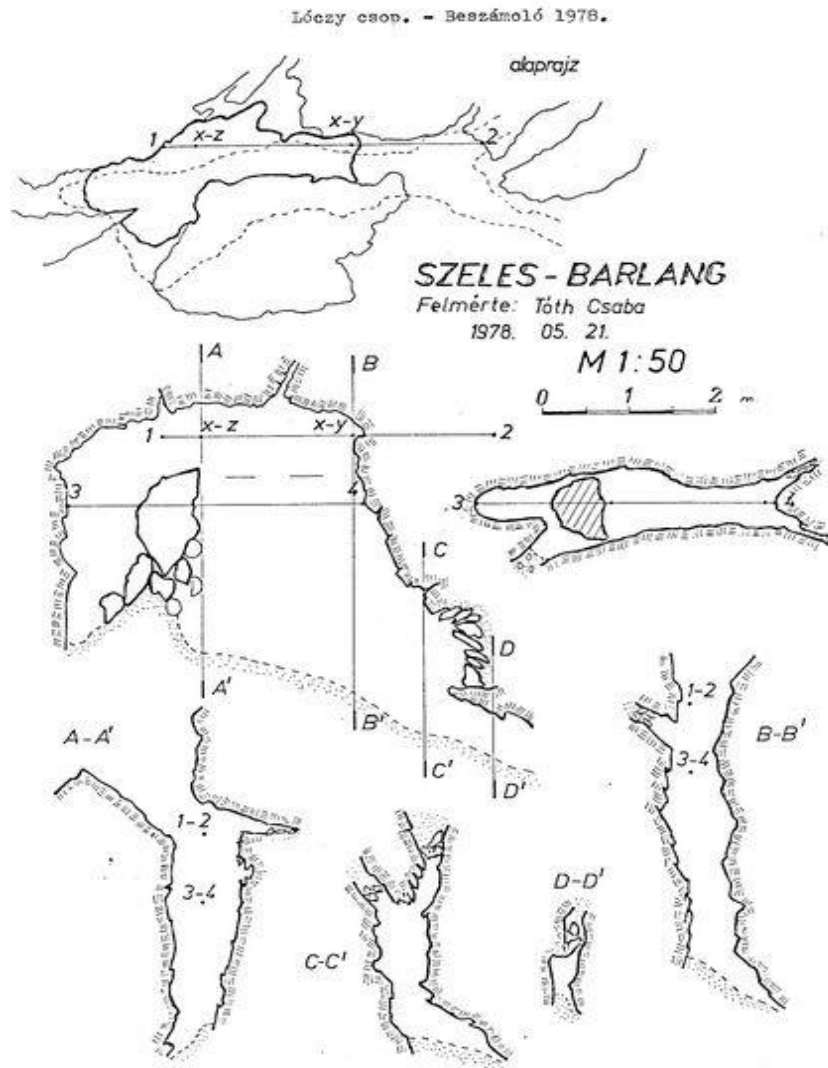 Lóczy csop. - Beszámoló 1978.
alaprajz
1 x-z x-y 2
SZELES - BARLANG
Felmérte: Tóth Csaba
1978. 05. 21.
M 1:50
0 1 2 m.
A
B
1 x-z x-y 2
3 4
3 4
C
D
A'
B'
C'
D'
A-A'
1-2
3-4
B-B'
1-2
3-4
C-C'
D-D'